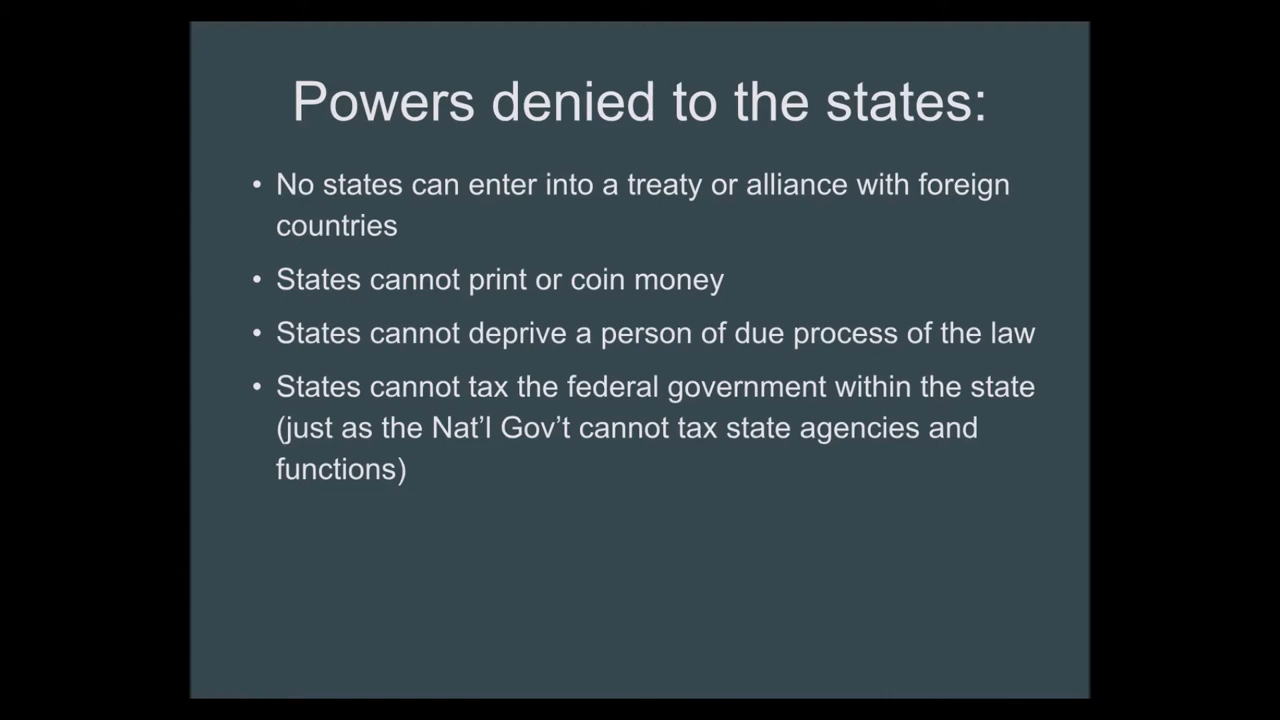 Powers denied to the states:
• No states can enter into a treaty or alliance with foreign
countries
• States cannot print or coin money
• States cannot deprive a person of due process of the law
• States cannot tax the federal government within the state
(just as the Nat’l Gov’t cannot tax state agencies and
functions)